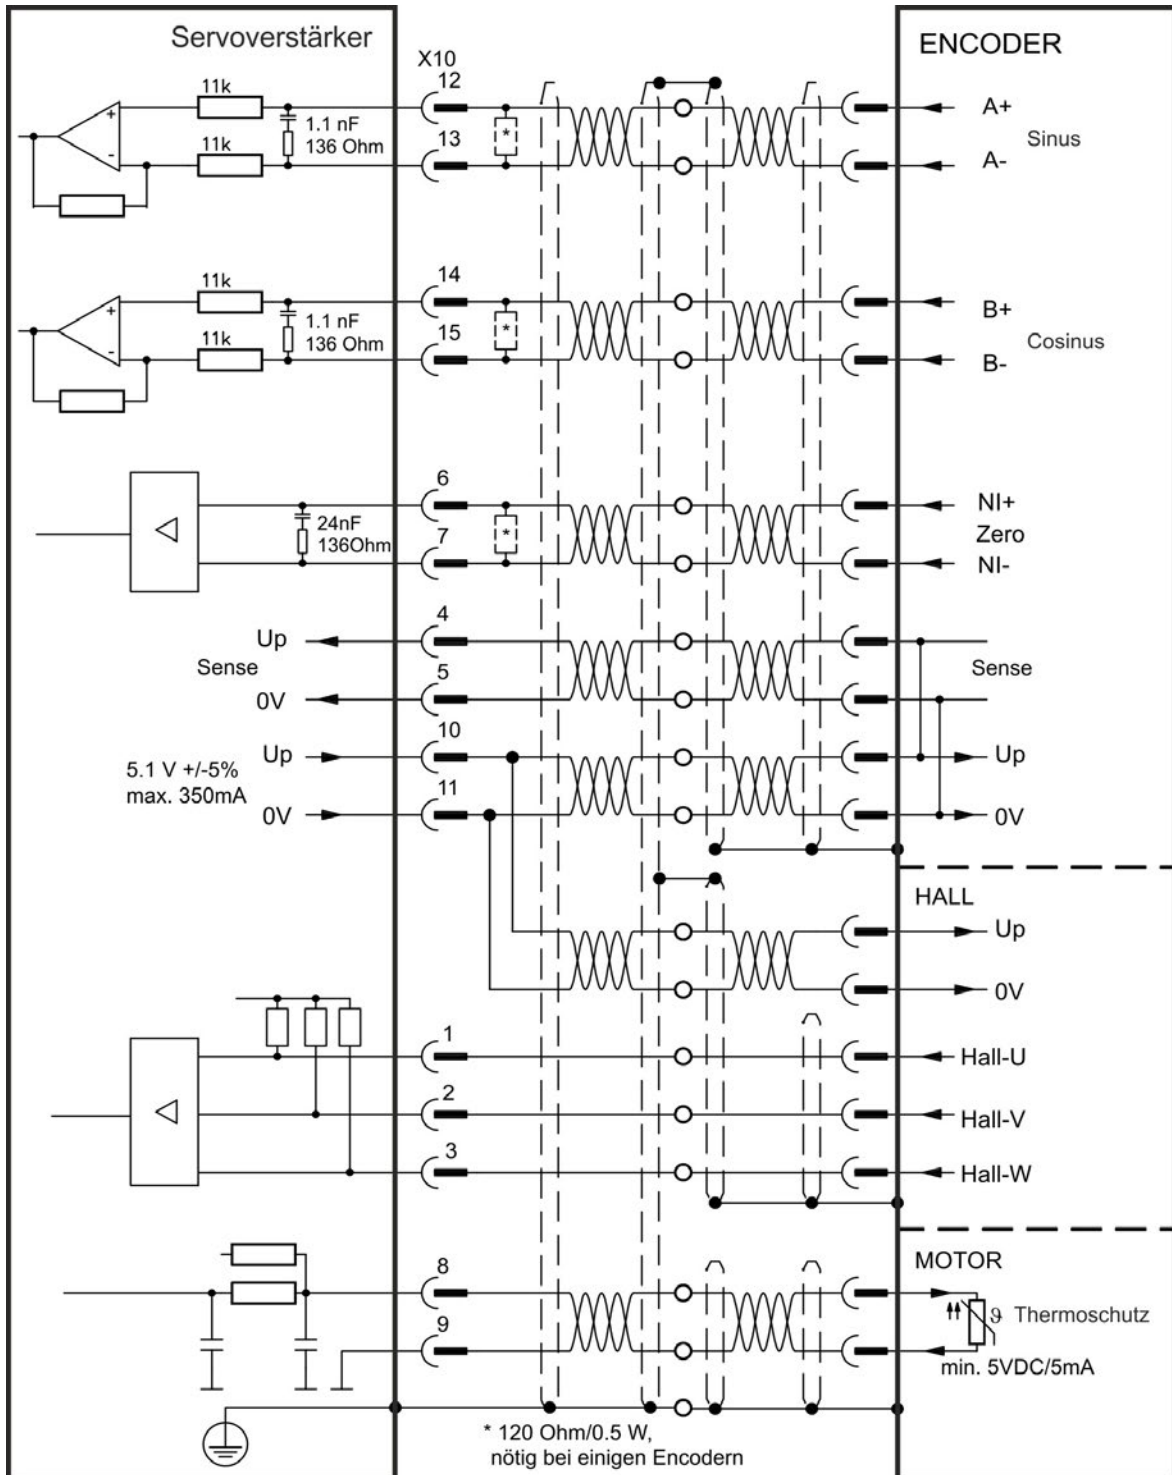 Servoverstärker
ENCODER
X10
11k
12
A+
1.1 nF
136 Ohm
Sinus
11k
13
A-
11k
14
B+
1.1 nF
136 Ohm
Cosinus
11k
15
B-
6
NI+
24nF
136Ohm
Zero
7
NI-
Up
4
Sense
Sense
0V
5
Up
10
Up
5.1 V +/-5%
max. 350mA
0V
11
0V
HALL
Up
0V
1
Hall-U
2
Hall-V
3
Hall-W
MOTOR
8
ϑ Thermoschutz
9
min. 5VDC/5mA
*
*
*
* 120 Ohm/0.5 W,
nötig bei einigen Encodern
+
-
+
-